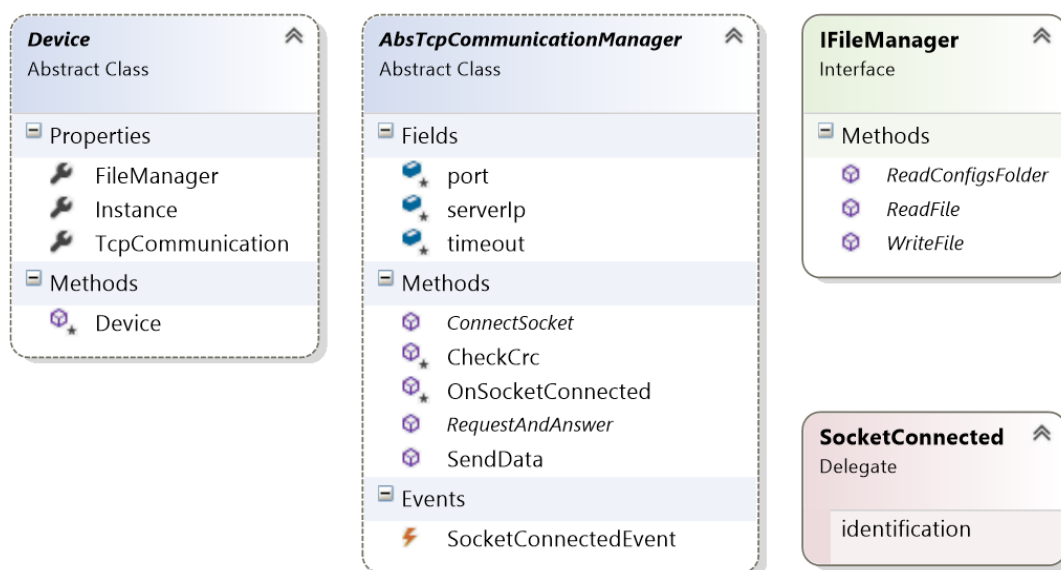 Device
Abstract Class
Properties
FileManager
Instance
TcpCommunication
Methods
Device
AbsTcpCommunicationManager
Abstract Class
Fields
port
serverIp
timeout
Methods
ConnectSocket
CheckCrc
OnSocketConnected
RequestAndAnswer
SendData
Events
SocketConnectedEvent
IFileManager
Interface
Methods
ReadConfigsFolder
ReadFile
WriteFile
SocketConnected
Delegate
identification